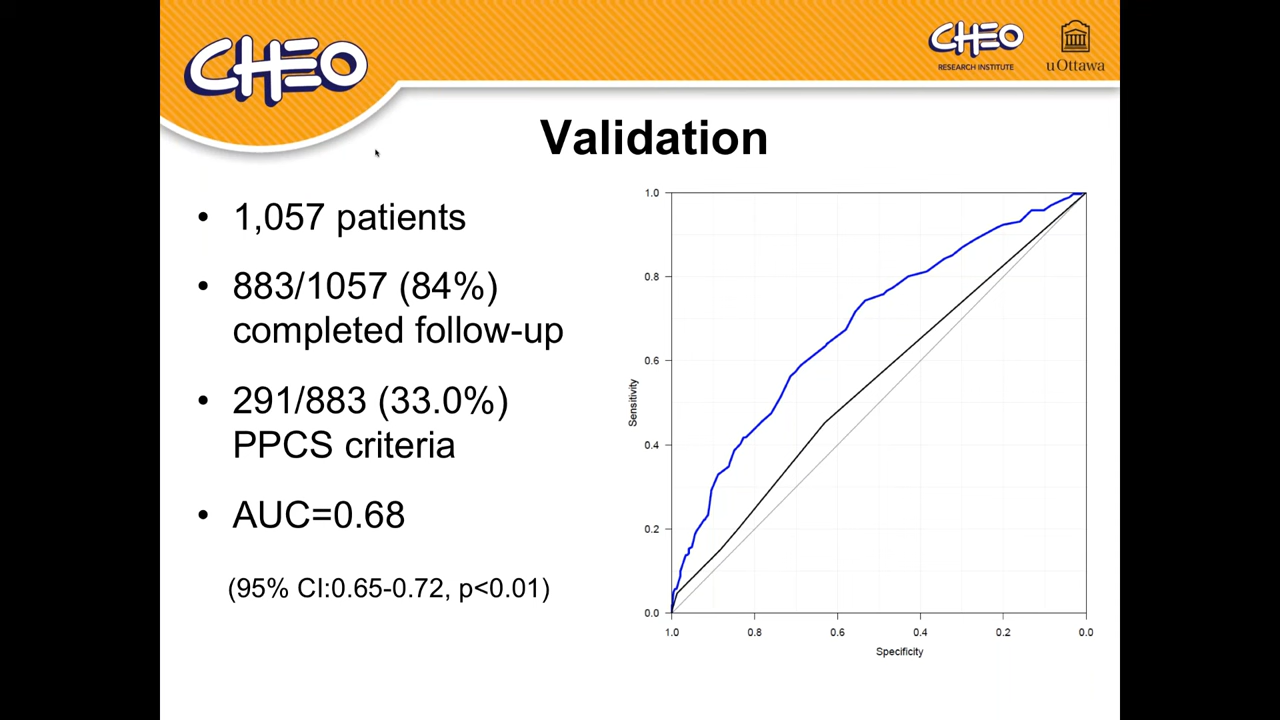 CHEO
CHEO
RESEARCH INSTITUTE
uOttawa
Validation
• 1,057 patients
• 883/1057 (84%)
completed follow-up
• 291/883 (33.0%)
PPCS criteria
• AUC=0.68
(95% CI:0.65-0.72, p<0.01)
1.0
0.8
0.6
0.4
0.2
0.0
Sensitivity
1.0 0.8 0.6 0.4 0.2 0.0
Specificity